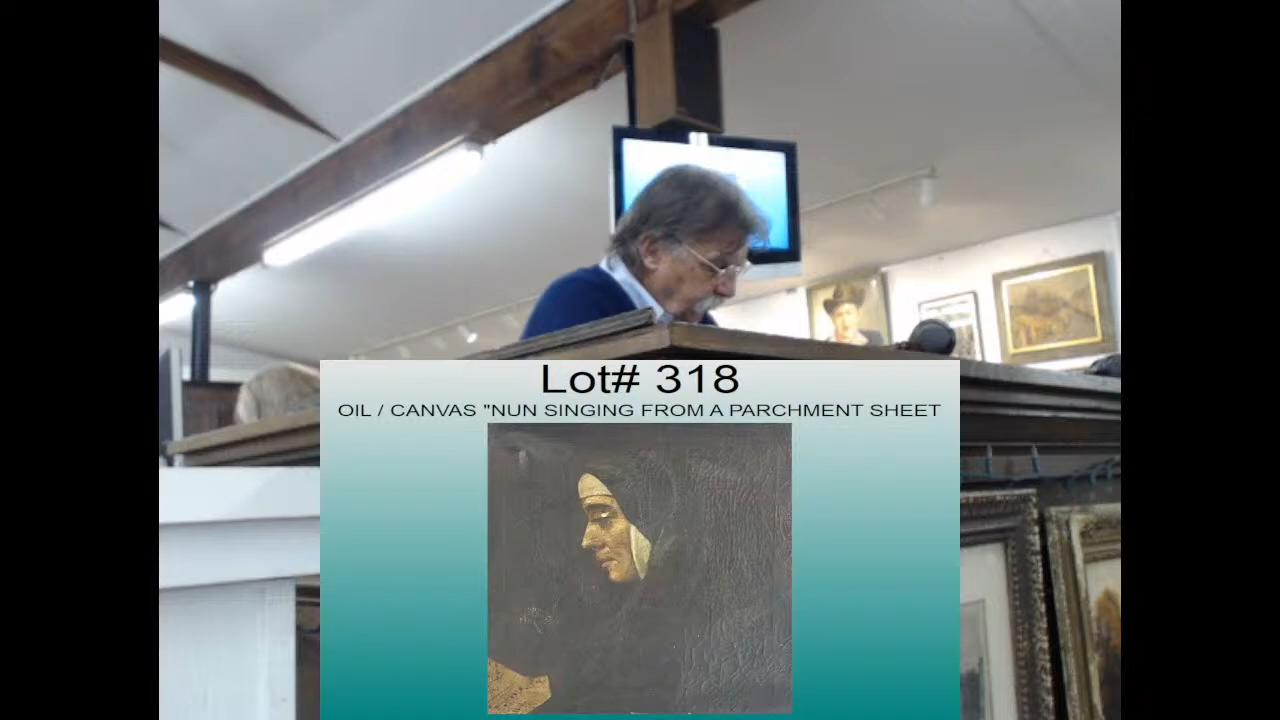 Lot# 318
OIL / CANVAS "NUN SINGING FROM A PARCHMENT SHEET